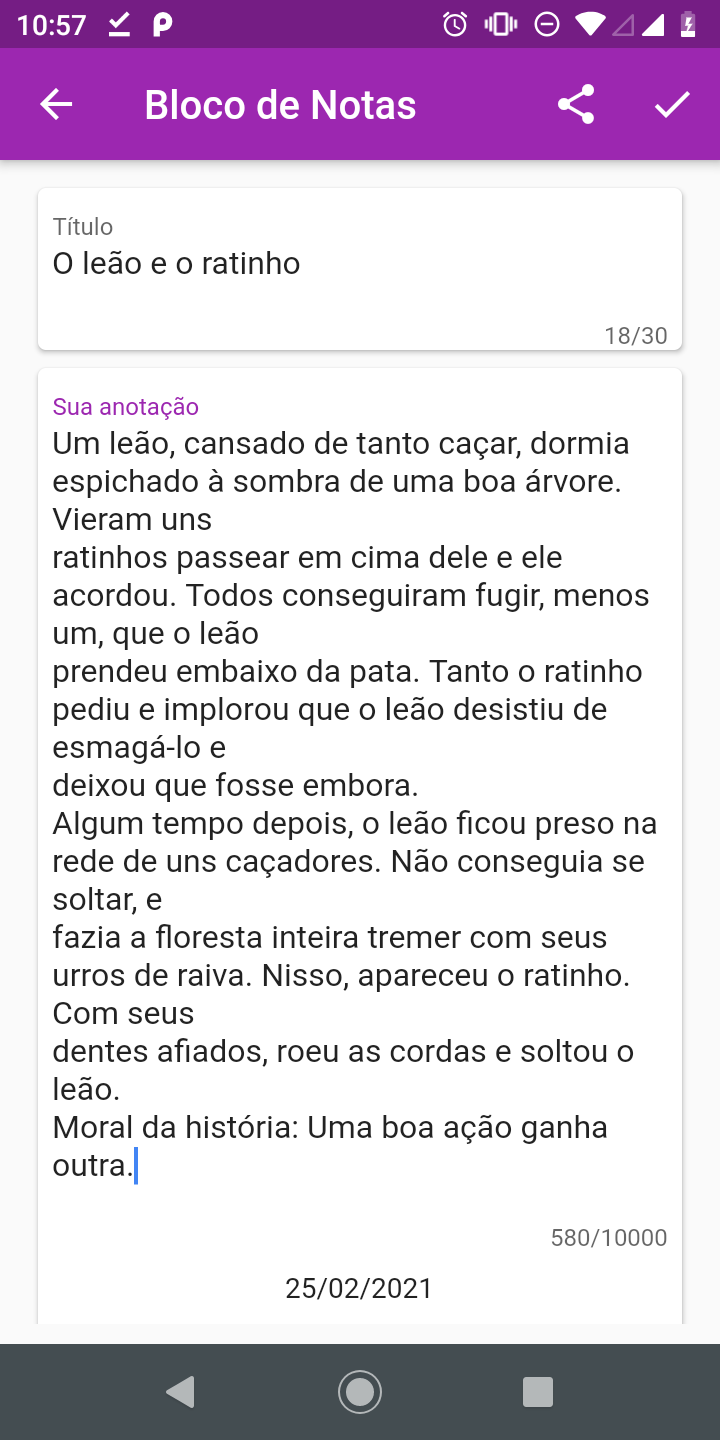 10:57
Bloco de Notas
Título
O leão e o ratinho
18/30
Sua anotação
Um leão, cansado de tanto caçar, dormia
espichado à sombra de uma boa árvore.
Vieram uns
ratinhos passear em cima dele e ele
acordou. Todos conseguiram fugir, menos
um, que o leão
prendeu embaixo da pata. Tanto o ratinho
pediu e implorou que o leão desistiu de
esmagá-lo e
deixou que fosse embora.
Algum tempo depois, o leão ficou preso na
rede de uns caçadores. Não conseguia se
soltar, e
fazia a floresta inteira tremer com seus
urros de raiva. Nisso, apareceu o ratinho.
Com seus
dentes afiados, roeu as cordas e soltou o
leão.
Moral da história: Uma boa ação ganha
outra.
580/10000
25/02/2021